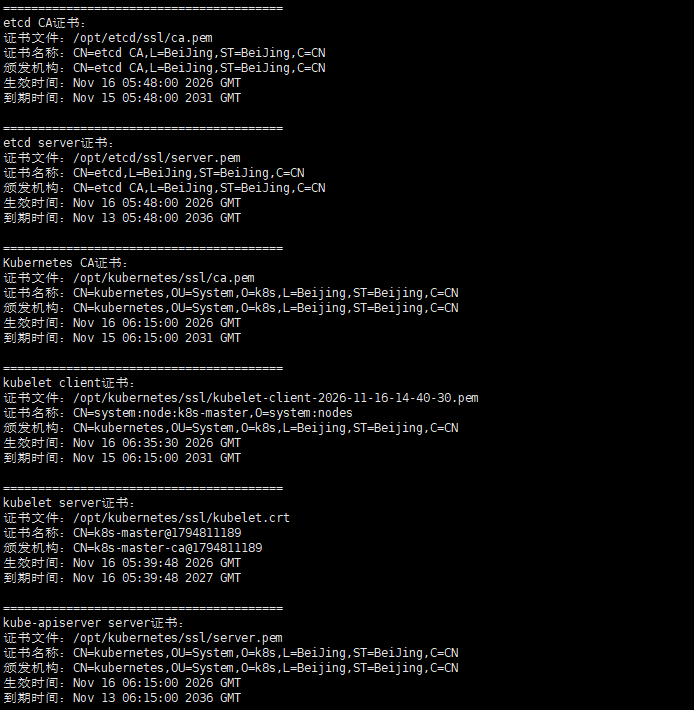 ========================================
etcd CA证书：
证书文件：/opt/etcd/ssl/ca.pem
证书名称：CN=etcd CA,L=BeiJing,ST=BeiJing,C=CN
颁发机构：CN=etcd CA,L=BeiJing,ST=BeiJing,C=CN
生效时间：Nov 16 05:48:00 2026 GMT
到期时间：Nov 15 05:48:00 2031 GMT
========================================
etcd server证书：
证书文件：/opt/etcd/ssl/server.pem
证书名称：CN=etcd,L=BeiJing,ST=BeiJing,C=CN
颁发机构：CN=etcd CA,L=BeiJing,ST=BeiJing,C=CN
生效时间：Nov 16 05:48:00 2026 GMT
到期时间：Nov 13 05:48:00 2036 GMT
========================================
Kubernetes CA证书：
证书文件：/opt/kubernetes/ssl/ca.pem
证书名称：CN=kubernetes,OU=System,O=k8s,L=Beijing,ST=Beijing,C=CN
颁发机构：CN=kubernetes,OU=System,O=k8s,L=Beijing,ST=Beijing,C=CN
生效时间：Nov 16 06:15:00 2026 GMT
到期时间：Nov 15 06:15:00 2031 GMT
========================================
kubelet client证书：
证书文件：/opt/kubernetes/ssl/kubelet-client-2026-11-16-14-40-30.pem
证书名称：CN=system:node:k8s-master,O=system:nodes
颁发机构：CN=kubernetes,OU=System,O=k8s,L=Beijing,ST=Beijing,C=CN
生效时间：Nov 16 06:35:30 2026 GMT
到期时间：Nov 15 06:15:00 2031 GMT
========================================
kubelet server证书：
证书文件：/opt/kubernetes/ssl/kubelet.crt
证书名称：CN=k8s-master@1794811189
颁发机构：CN=k8s-master-ca@1794811189
生效时间：Nov 16 05:39:48 2026 GMT
到期时间：Nov 16 05:39:48 2027 GMT
========================================
kube-apiserver server证书：
证书文件：/opt/kubernetes/ssl/server.pem
证书名称：CN=kubernetes,OU=System,O=k8s,L=BeiJing,ST=BeiJing,C=CN
颁发机构：CN=kubernetes,OU=System,O=k8s,L=Beijing,ST=Beijing,C=CN
生效时间：Nov 16 06:15:00 2026 GMT
到期时间：Nov 13 06:15:00 2036 GMT